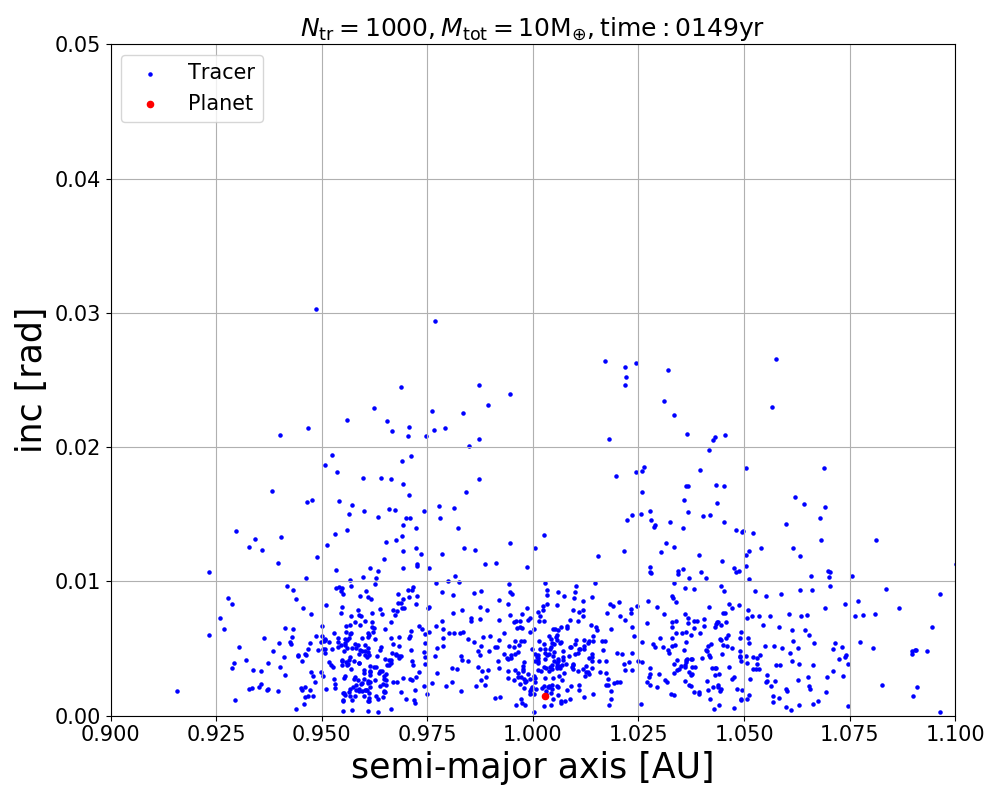 N_tr = 1000, M_tot = 10M_⊕, time : 0149yr
Tracer
Planet
0.05
0.04
0.03
0.02
0.01
0.00
inc [rad]
0.900 0.925 0.950 0.975 1.000 1.025 1.050 1.075 1.100
semi-major axis [AU]